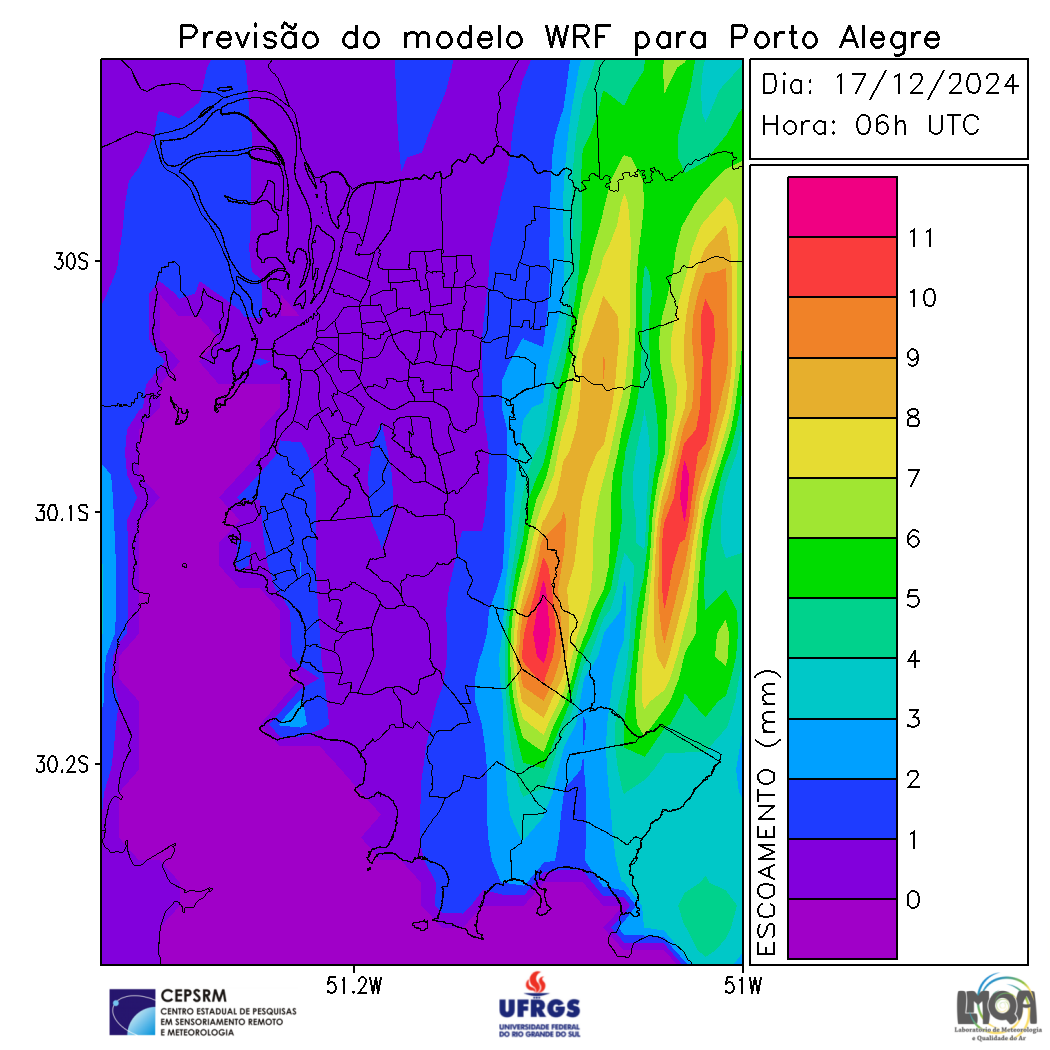 Previsão do modelo WRF para Porto Alegre
Dia: 17/12/2024
Hora: 06h UTC
30S
30.1S
30.2S
51.2W
51W
ESCOAMENTO (mm)
11
10
9
8
7
6
5
4
3
2
1
0
CEPSRM
CENTRO ESTADUAL DE PESQUISAS
EM SENSORIAMENTO REMOTO
E METEOROLOGIA
UFRGS
UNIVERSIDADE FEDERAL
DO RIO GRANDE DO SUL
LMQA
Laboratório de Meteorologia
e Qualidade do Ar